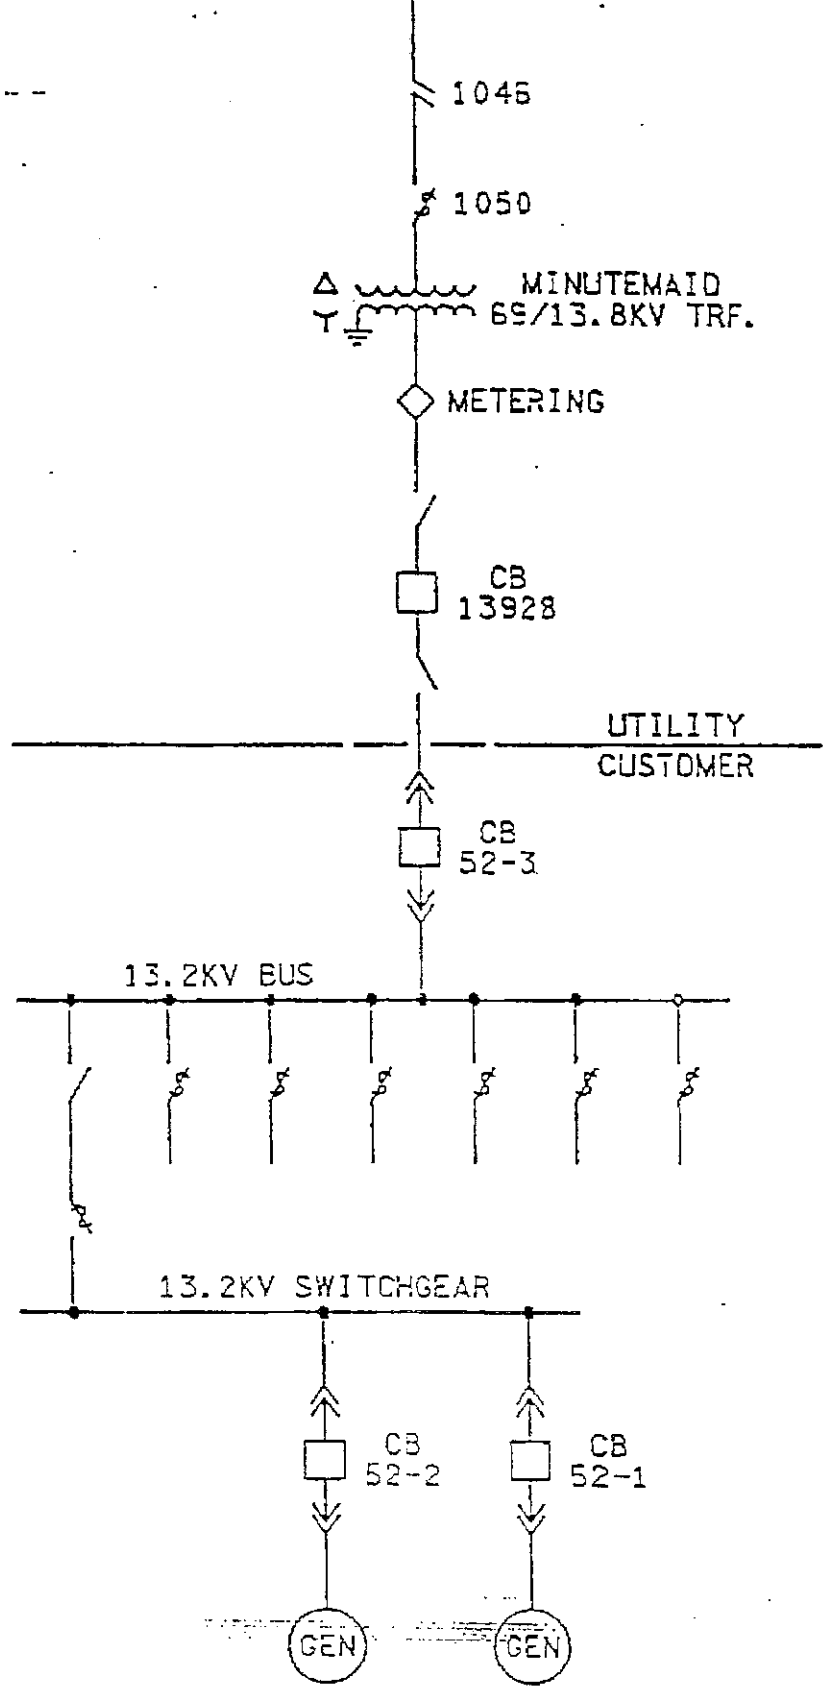 1046
1050
MINUTEMAID
69/13.8KV TRF.
METERING
CB
13928
UTILITY
CUSTOMER
CB
52-3
13.2KV BUS
13.2KV SWITCHGEAR
CB
52-2
CB
52-1
GEN
GEN